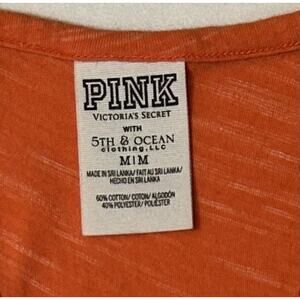 PINK
VICTORIA'S SECRET
WITH
5TH & OCEAN
clothing, LLC
M|M
MADE IN SRI LANKA/ FAIT AU SRI LANKA/
HECHO EN SRI LANKA
60% COTTON/ COTON/ ALGODÓN
40% POLYESTER/ POLIÉSTER